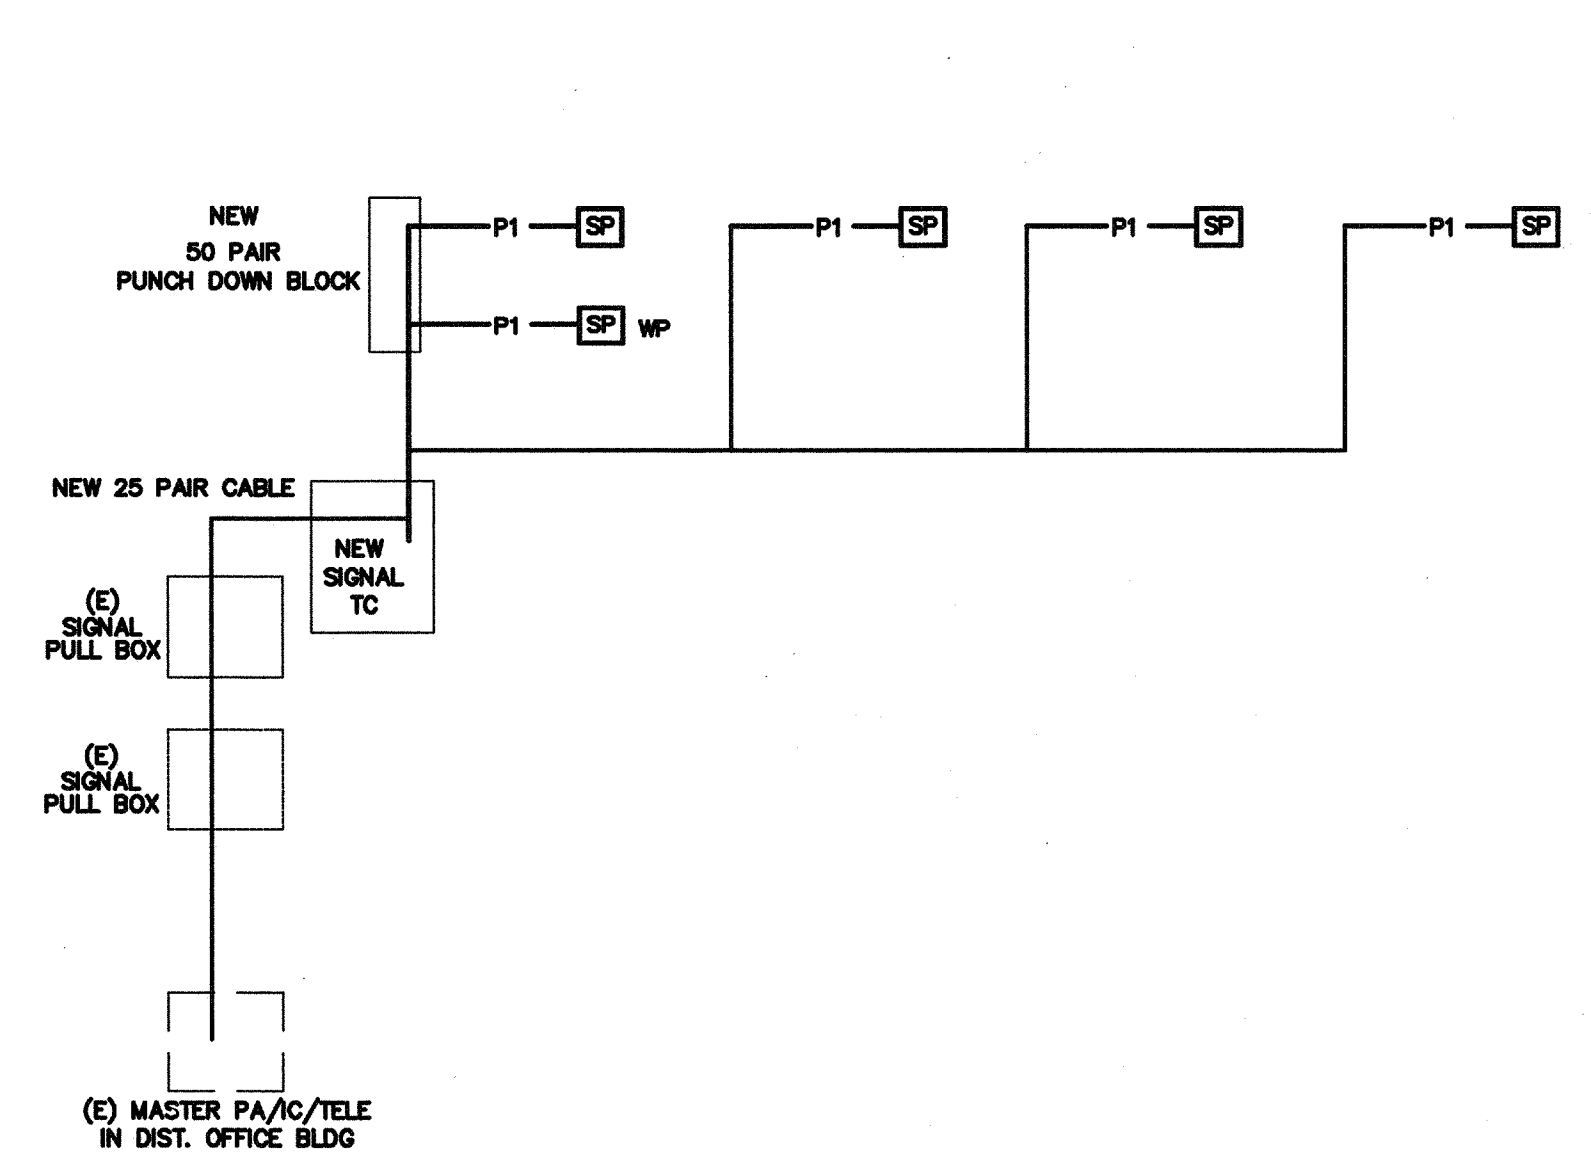 NEW
50 PAIR
PUNCH DOWN BLOCK
P1 SP
P1 SP
P1 SP
P1 SP
P1 SP WP
NEW 25 PAIR CABLE
NEW
SIGNAL
TC
(E)
SIGNAL
PULL BOX
(E)
SIGNAL
PULL BOX
(E) MASTER PA/IC/TELE
IN DIST. OFFICE BLDG